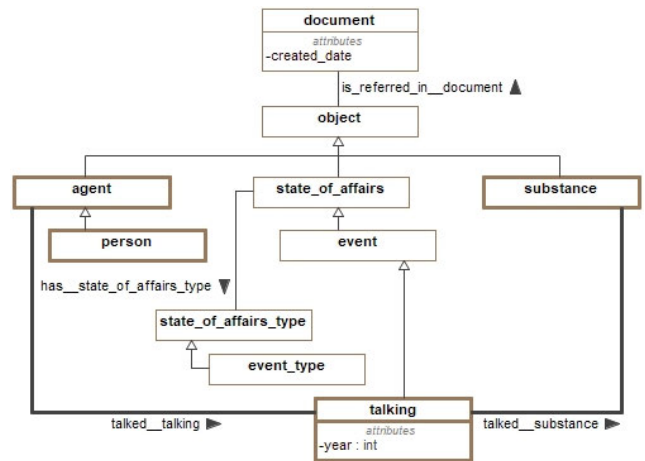 document
attributes
-created_date
is_referred_in__document
object
agent
state_of_affairs
substance
person
event
has__state_of_affairs_type
state_of_affairs_type
event_type
talking
talked__talking
talked__substance
attributes
-year : int